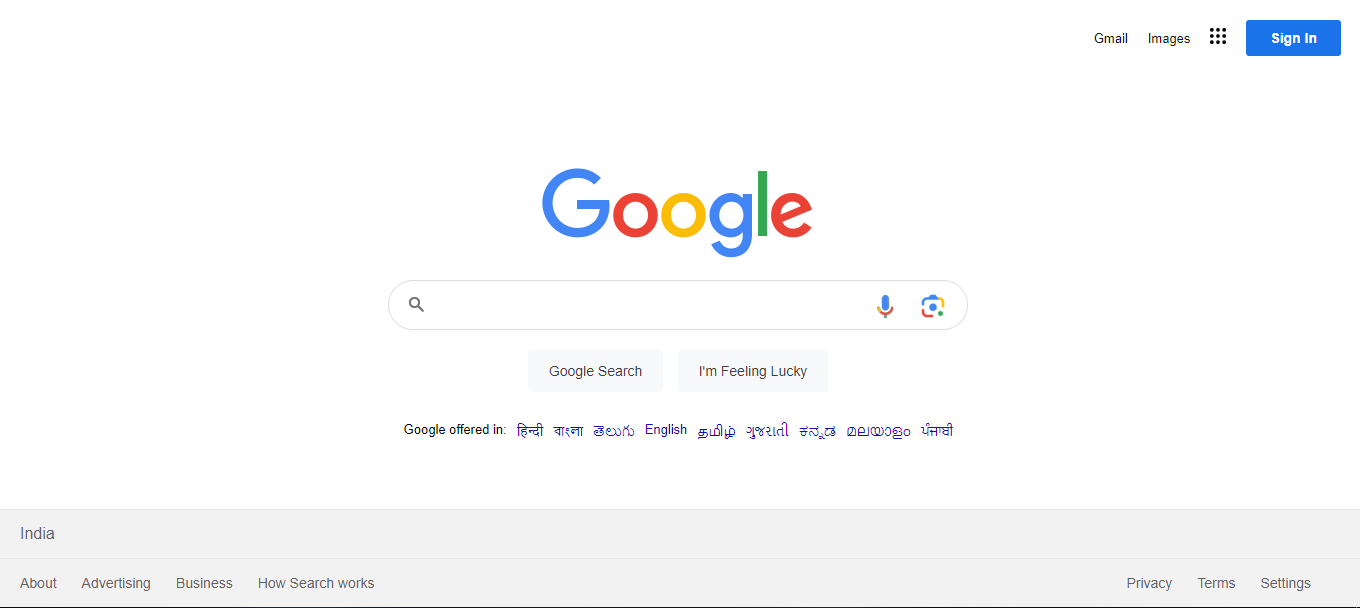 Gmail Images Sign In
Google
Google Search I'm Feeling Lucky
Google offered in: हिन्दी বাংলা తెలుగు English தமிழ் ગુજરાતી ಕನ್ನಡ മലയാളം ਪੰਜਾਬੀ
India
About Advertising Business How Search works Privacy Terms Settings